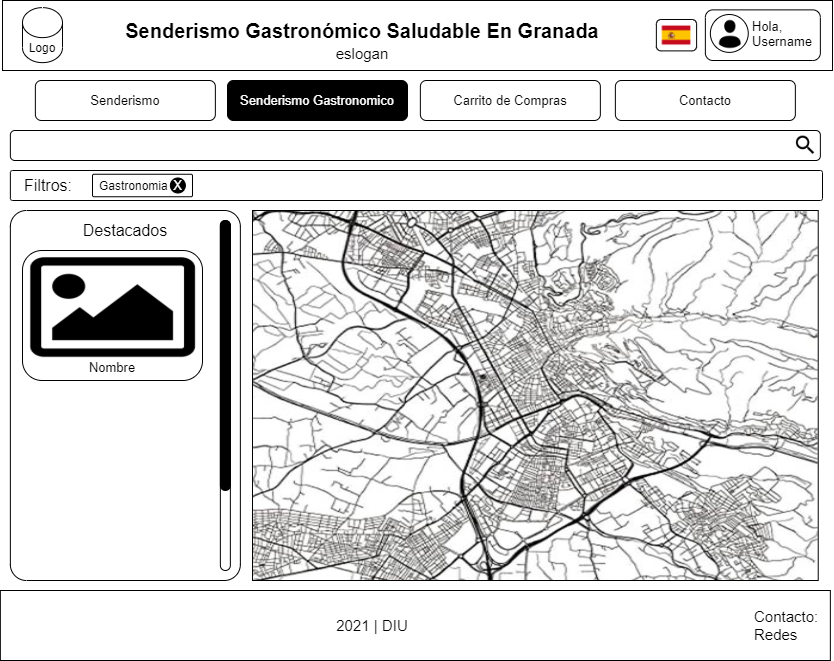 Logo
Senderismo Gastronómico Saludable En Granada
eslogan
Hola,
Username
Senderismo
Senderismo Gastronomico
Carrito de Compras
Contacto
Filtros:
Gastronomia X
Destacados
Nombre
2021 | DIU
Contacto:
Redes